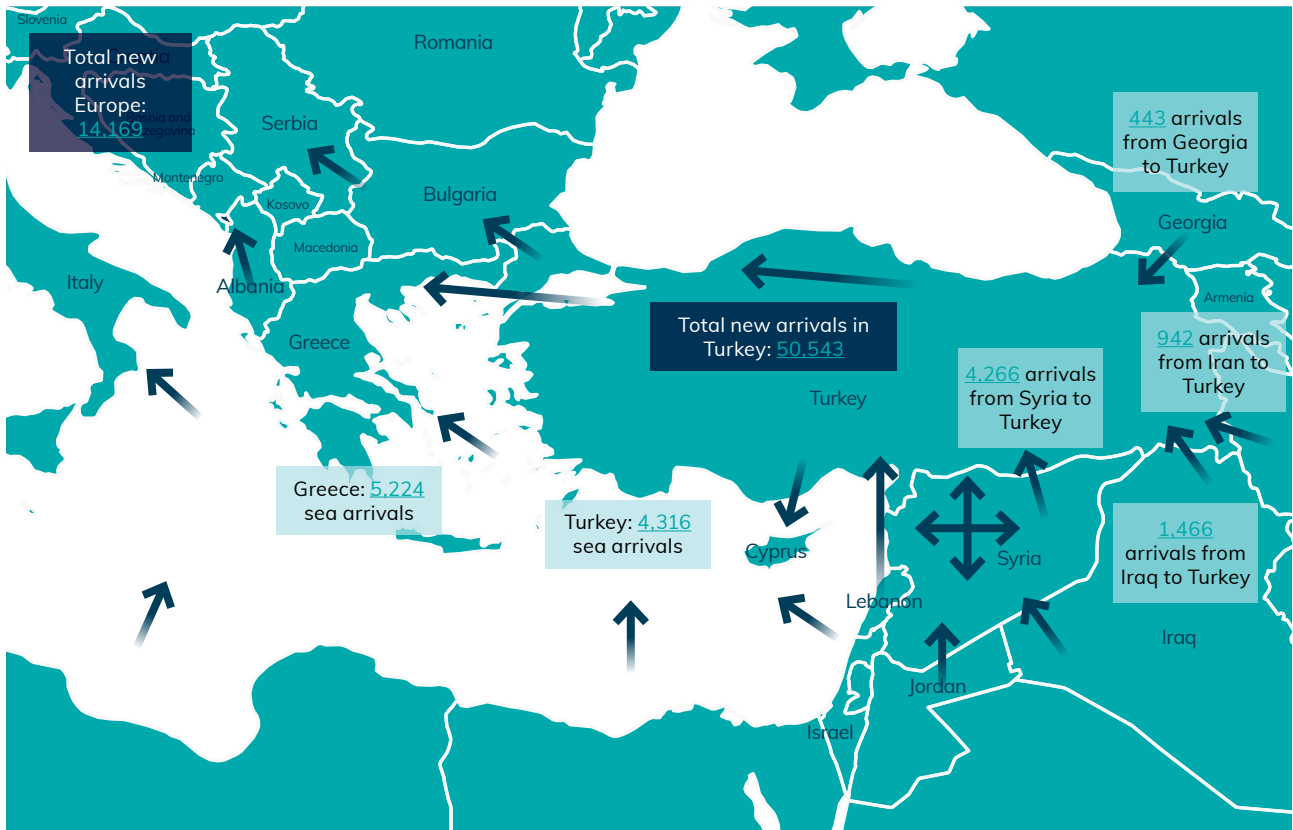 Slovenia
Croatia
Total new
arrivals
Europe:
14,169
Bosnia and
Herzegovina
Romania
Serbia
443 arrivals
from Georgia
to Turkey
Montenegro
Kosovo
Bulgaria
Georgia
Macedonia
Italy
Albania
Armenia
Greece
Total new arrivals in
Turkey: 50,543
942 arrivals
from Iran to
Turkey
4,266 arrivals
from Syria to
Turkey
Turkey
Greece: 5,224
sea arrivals
Turkey: 4,316
sea arrivals
1,466
arrivals from
Iraq to Turkey
Cyprus
Syria
Lebanon
Iraq
Jordan
Israel